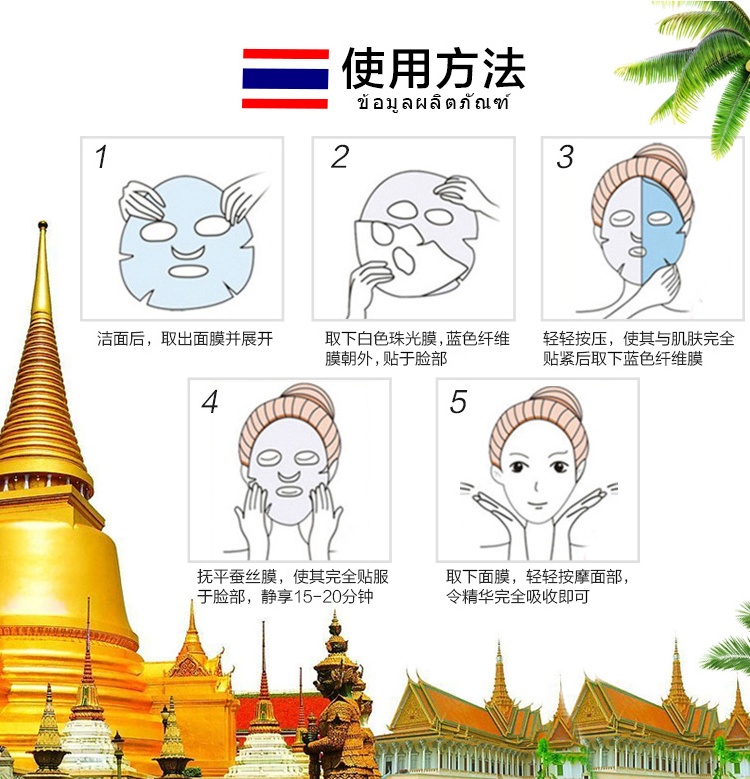 使用方法
ข้อมูลผลิตภัณฑ์
1
2
3
洁面后，取出面膜并展开
取下白色珠光膜，蓝色纤维
膜朝外，贴于脸部
轻轻按压，使其与肌肤完全
贴紧后取下蓝色纤维膜
4
5
抚平蚕丝膜，使其完全贴服
于脸部，静享15-20分钟
取下面膜，轻轻按摩面部，
令精华完全吸收即可